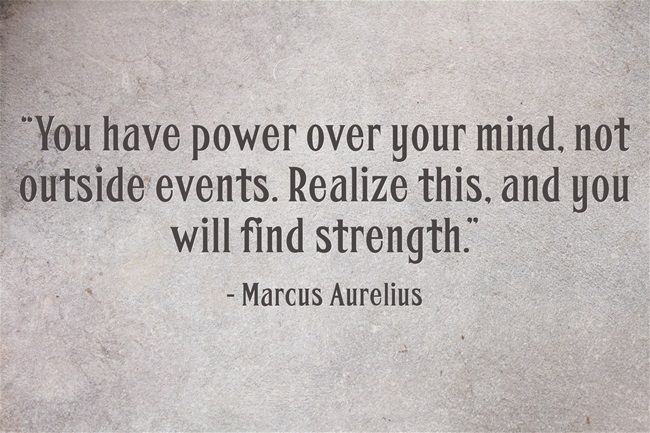 "You have power over your mind, not
outside events. Realize this, and you
will find strength."
- Marcus Aurelius